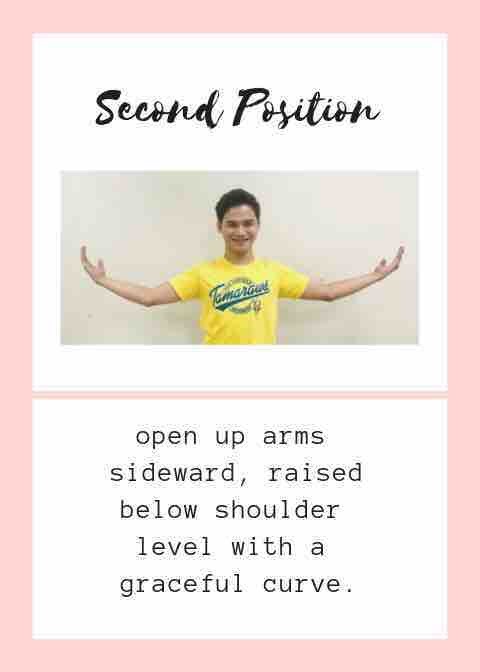 Second Position
Tamaraws
open up arms
sideward, raised
below shoulder
level with a
graceful curve.